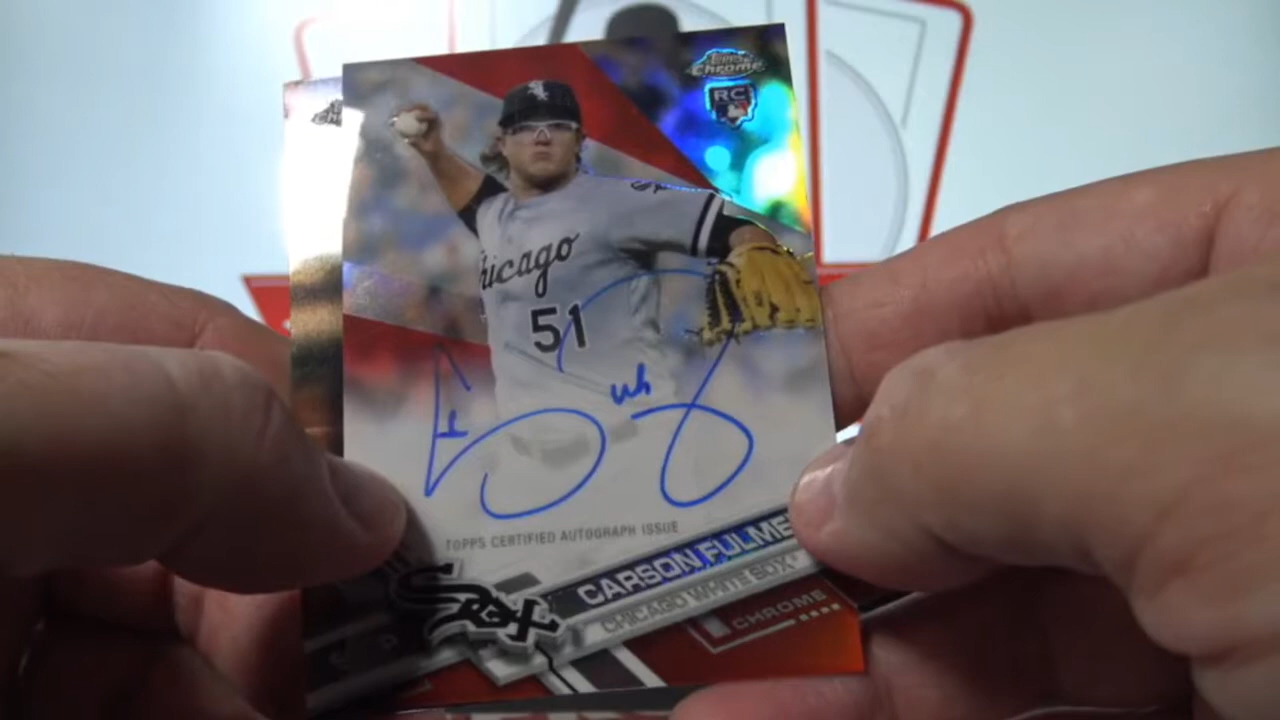 Topps
Chrome
RC
Chicago
51
TOPPS CERTIFIED AUTOGRAPH ISSUE
CARSON FULME
CHICAGO WHITE SOX
Sox
CHROME